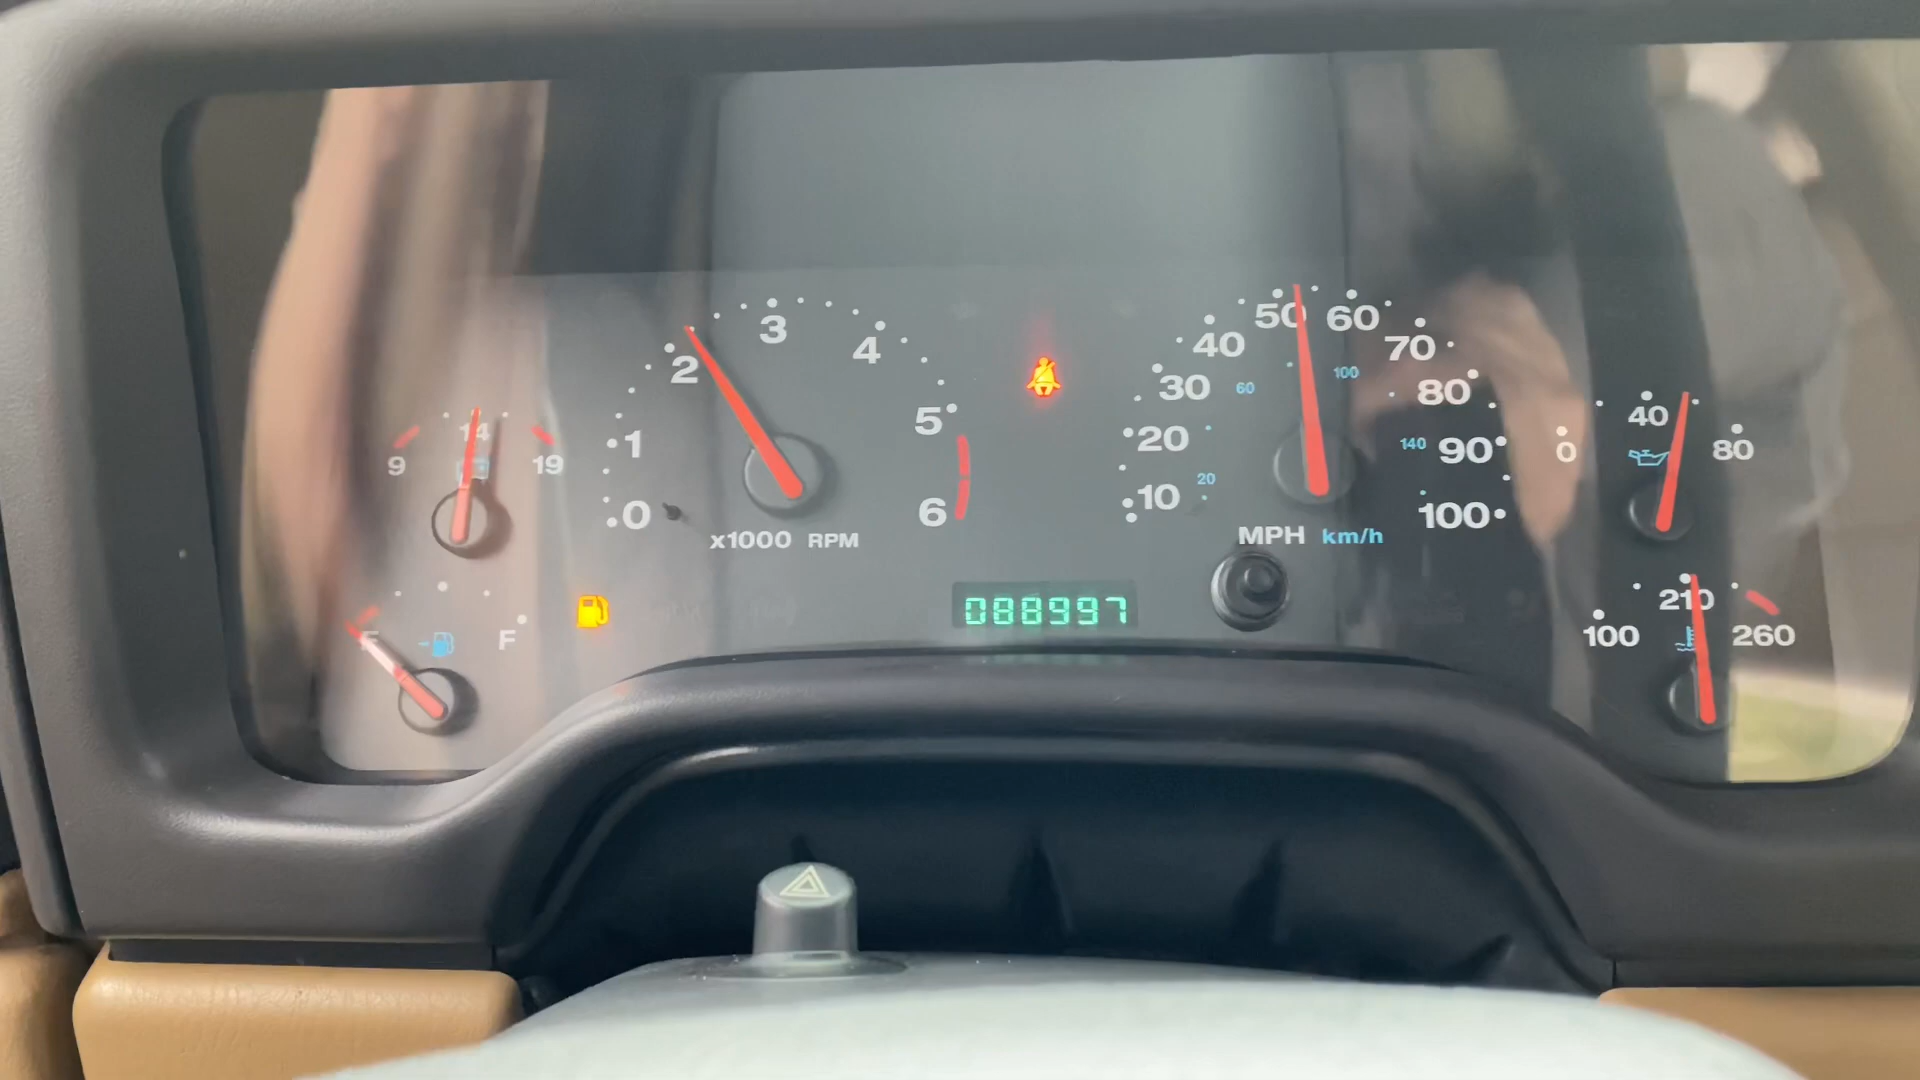 9 14 19
E F
0 1 2 3 4 5 6
x1000 RPM
088997
10 20 30 40 50 60 70 80 90 100
20 60 100 140
MPH km/h
0 40 80
100 210 260